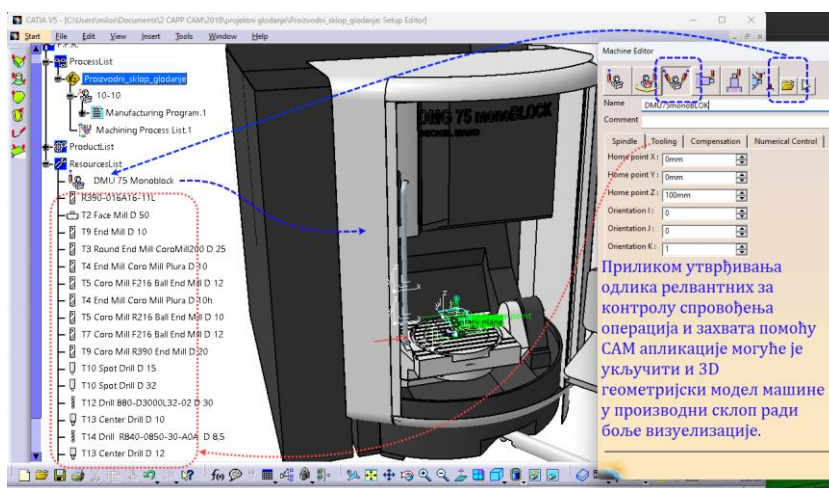 CATIA V5 - [C:\Users\milos\Documents\2 CAPP CAM\2018\projektni glodanje\Proizvodni_sklop_glodanje: Setup Editor]
Start File Edit View Insert Tools Window Help
P.P.R.
ProcessList
Proizvodni_sklop_glodanje
10-10
Manufacturing Program.1
Machining Process List.1
ProductList
ResourcesList
DMU 75 Monoblock
R390-016A16-11L
T2 Face Mill D 50
T9 End Mill D 10
T3 Round End Mill CoroMill200 D 25
T4 End Mill Coro Mill Plura D 10
T5 Coro Mill F216 Ball End Mill D 12
T4 End Mill Coro Mill Plura D 10h
T5 Coro Mill R216 Ball End Mill D 10
T7 Coro Mill F216 Ball End Mill D 12
T9 Coro Mill R390 End Mill D 20
T10 Spot Drill D 15
T10 Spot Drill D 32
T12 Drill 880-D3000L32-02 D 30
T13 Center Drill D 10
T14 Drill R840-0850-30-A0A D 8,5
T13 Center Drill D 12
DMG 75 monoBLOCK
Machine Editor
Name DMU75monoBLOK
Comment
Spindle Tooling Compensation Numerical Control
Home point X: 0mm
Home point Y: 0mm
Home point Z: 100mm
Orientation I: 0
Orientation J: 0
Orientation K: 1
Приликом утврђивања
одлика релвантних за
контролу спровођења
операција и захвата помоћу
САМ апликације могуће је
укључити и 3D
геометријски модел машине
у производни склоп ради
боље визуелизације.